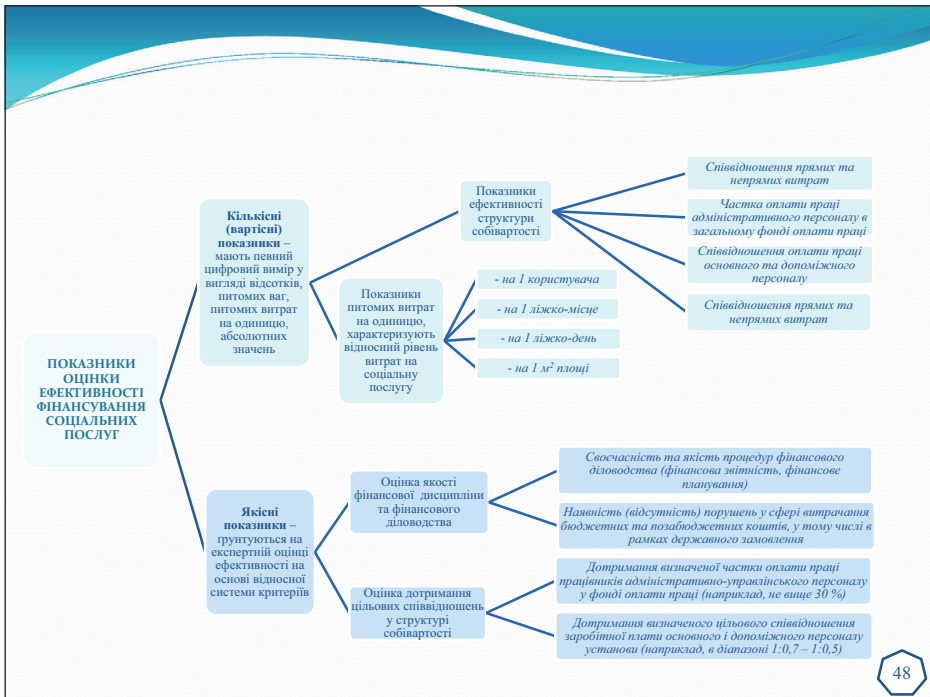 ПОКАЗНИКИ
ОЦІНКИ
ЕФЕКТИВНОСТІ
ФІНАНСУВАННЯ
СОЦІАЛЬНИХ
ПОСЛУГ
Кількісні
(вартісні)
показники –
мають певний
цифровий вимір у
вигляді відсотків,
питомих ваг,
питомих витрат
на одиницю,
абсолютних
значень
Показники
ефективності
структури
собівартості
Співвідношення прямих та
непрямих витрат
Частка оплати праці
адміністративного персоналу в
загальному фонді оплати праці
Співвідношення оплати праці
основного та допоміжного
персоналу
Співвідношення прямих та
непрямих витрат
Показники
питомих витрат
на одиницю,
характеризують
відносний рівень
витрат на
соціальну
послугу
- на 1 користувача
- на 1 ліжко-місце
- на 1 ліжко-день
- на 1 м² площі
Якісні
показники –
ґрунтуються на
експертній оцінці
ефективності на
основі відносної
системи критеріїв
Оцінка якості
фінансової дисципліни
та фінансового
діловодства
Своєчасність та якість процедур фінансового
діловодства (фінансова звітність, фінансове
планування)
Наявність (відсутність) порушень у сфері витрачання
бюджетних та позабюджетних коштів, у тому числі в
рамках державного замовлення
Оцінка дотримання
цільових співвідношень
у структурі
собівартості
Дотримання визначеної частки оплати праці
працівників адміністративно-управлінського персоналу
у фонді оплати праці (наприклад, не вище 30 %)
Дотримання визначеного цільового співвідношення
заробітної плати основного і допоміжного персоналу
установи (наприклад, в діапазоні 1:0,7 – 1:0,5)
48